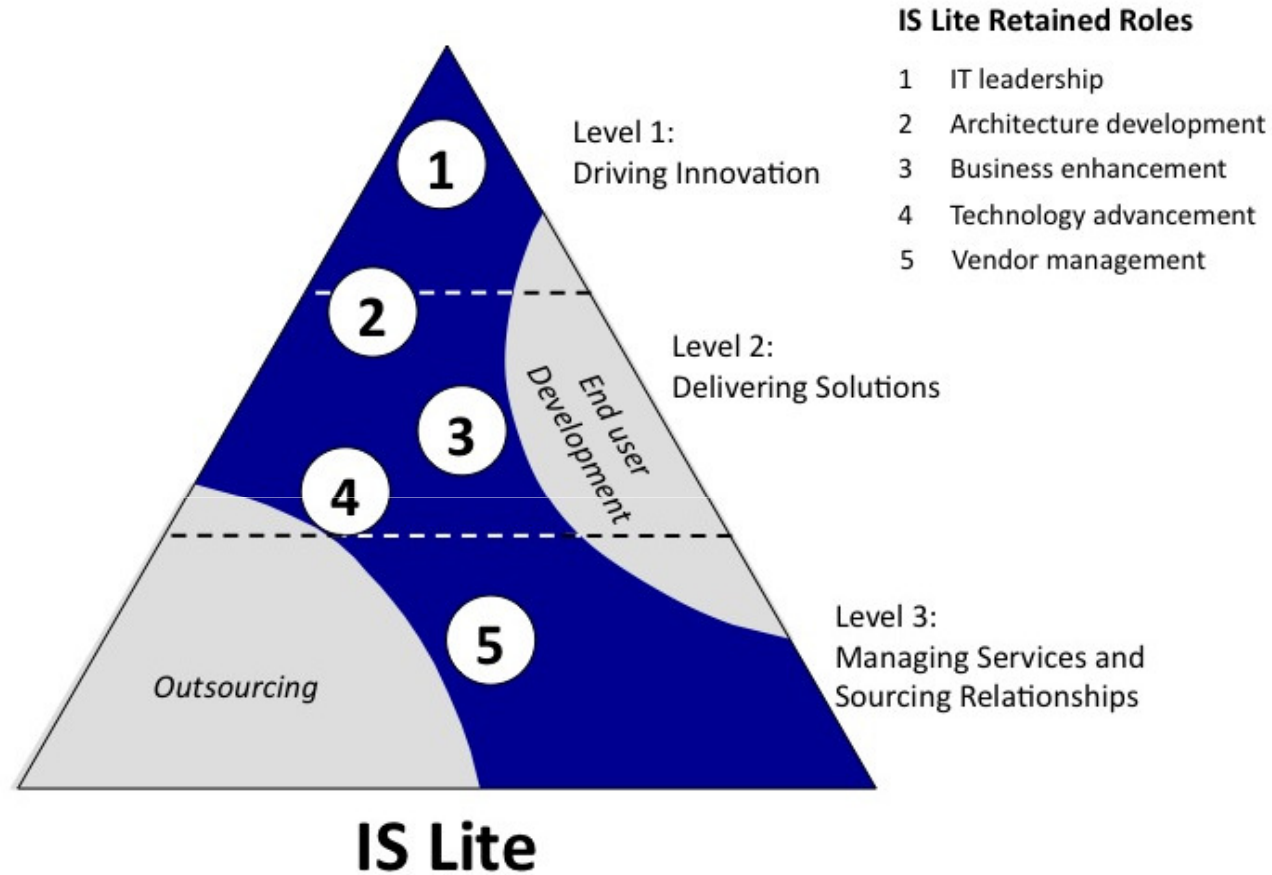 IS Lite Retained Roles
1 IT leadership
2 Architecture development
3 Business enhancement
4 Technology advancement
5 Vendor management
1
Level 1:
Driving Innovation
2
Level 2:
Delivering Solutions
End user
Development
3
4
5
Level 3:
Managing Services and
Sourcing Relationships
Outsourcing
IS Lite